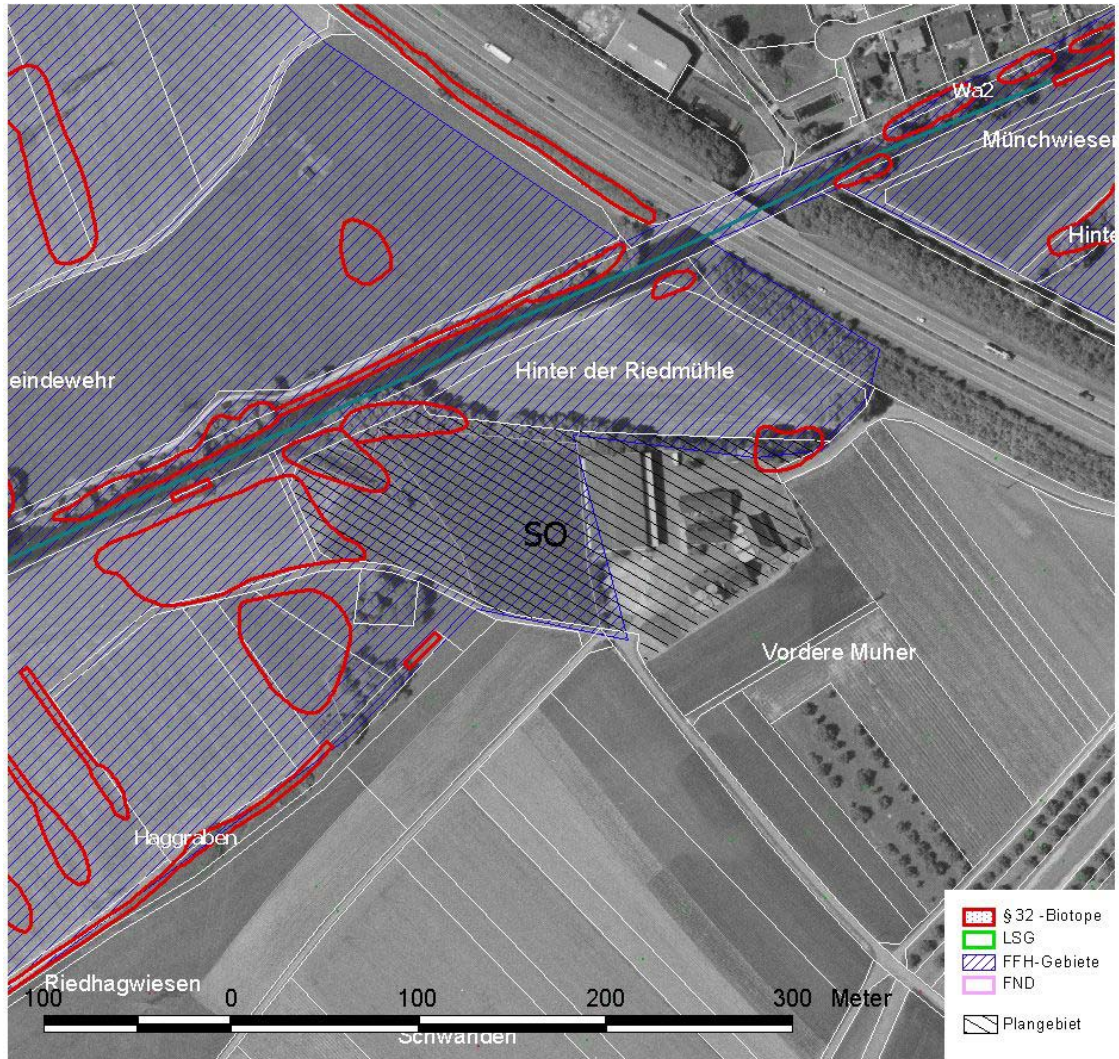 Wa2
Münchwiesen
Hinte
Hinter der Riedmühle
eindewehr
SO
Vordere Muher
Haggraben
Riedhagwiesen
100 0 100 200 300 Meter
Schwanden
§ 32 -Biotope
LSG
FFH-Gebiete
FND
Plangebiet